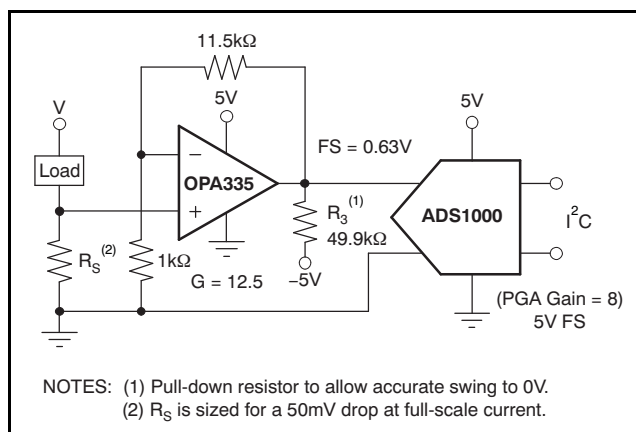 11.5kΩ
V
5V
5V
Load
−
OPA335
+
FS = 0.63V
ADS1000
I²C
R₃⁽¹⁾
49.9kΩ
R_S⁽²⁾
1kΩ
G = 12.5
−5V
(PGA Gain = 8)
5V FS
NOTES: (1) Pull-down resistor to allow accurate swing to 0V.
(2) R_S is sized for a 50mV drop at full-scale current.